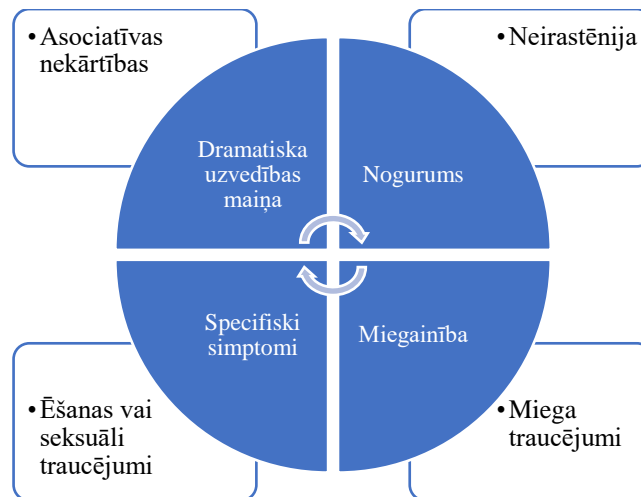 • Asociatīvas
nekārtības
• Neirastēnija
Dramatiska
uzvedības
maiņa
Nogurums
Specifiski
simptomi
Miegainība
• Ēšanas vai
seksuāli
traucējumi
• Miega
traucējumi